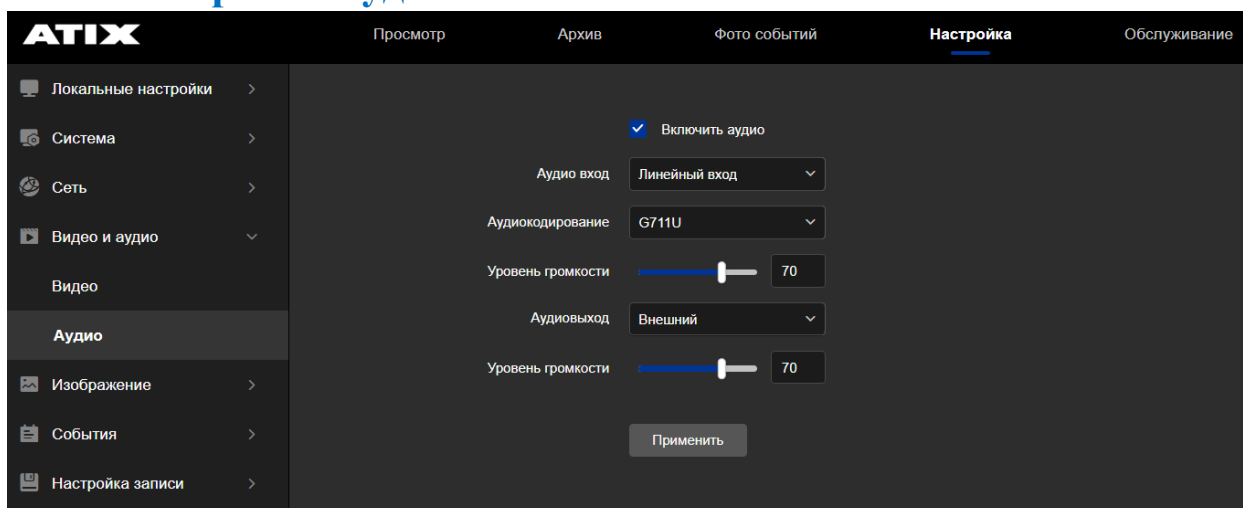 ATIX
Просмотр Архив Фото событий Настройка Обслуживание
Локальные настройки
Система
Сеть
Видео и аудио
Видео
Аудио
Изображение
События
Настройка записи
Включить аудио
Аудио вход Линейный вход
Аудиокодирование G711U
Уровень громкости 70
Аудиовыход Внешний
Уровень громкости 70
Применить